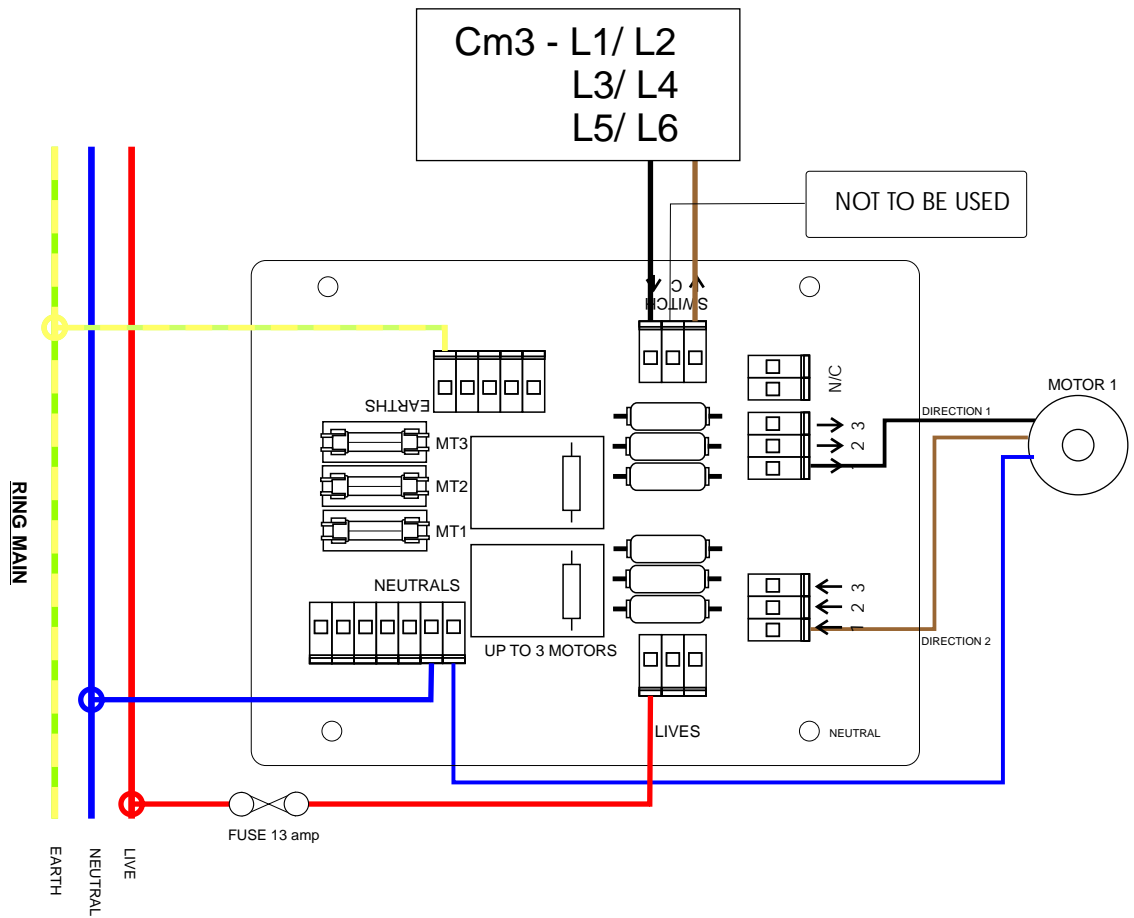 Cm3 - L1/ L2
L3/ L4
L5/ L6
NOT TO BE USED
C
SWITCH
EARTHS
MT3
MT2
MT1
NEUTRALS
UP TO 3 MOTORS
LIVES
N/C
3
2
1
3
2
1
DIRECTION 1
DIRECTION 2
MOTOR 1
NEUTRAL
FUSE 13 amp
RING MAIN
EARTH
NEUTRAL
LIVE